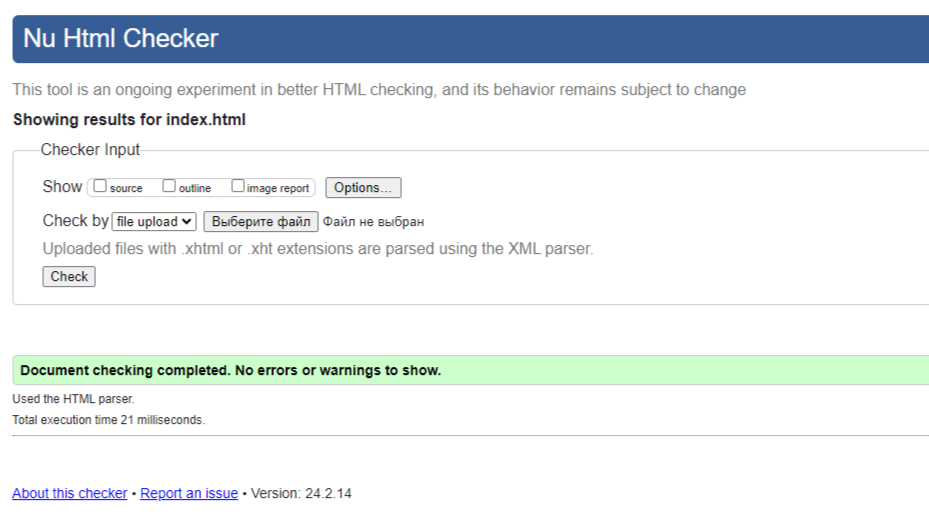 Nu Html Checker
This tool is an ongoing experiment in better HTML checking, and its behavior remains subject to change
Showing results for index.html
Checker Input
Show source outline image report Options...
Check by file upload Выберите файл Файл не выбран
Uploaded files with .xhtml or .xht extensions are parsed using the XML parser.
Check
Document checking completed. No errors or warnings to show.
Used the HTML parser.
Total execution time 21 milliseconds.
About this checker • Report an issue • Version: 24.2.14